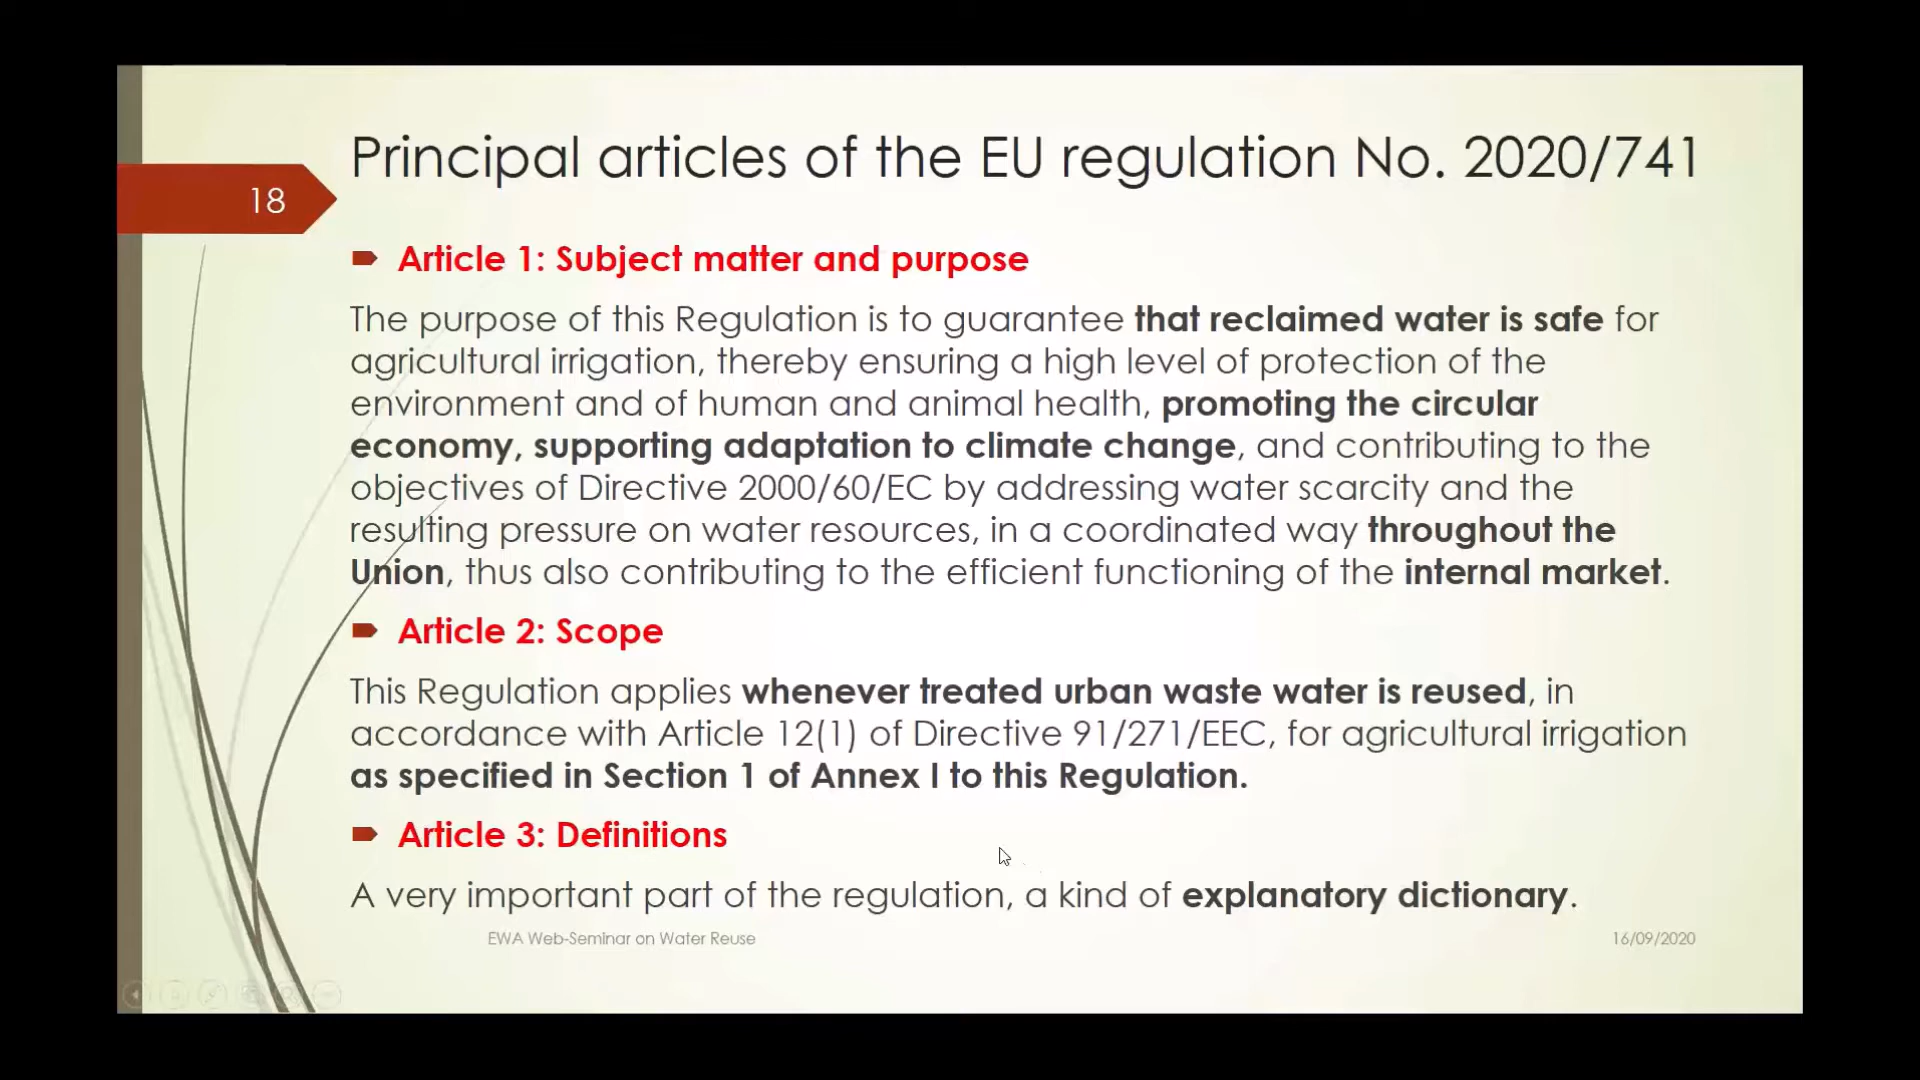 Principal articles of the EU regulation No. 2020/741
18
Article 1: Subject matter and purpose
The purpose of this Regulation is to guarantee that reclaimed water is safe for
agricultural irrigation, thereby ensuring a high level of protection of the
environment and of human and animal health, promoting the circular
economy, supporting adaptation to climate change, and contributing to the
objectives of Directive 2000/60/EC by addressing water scarcity and the
resulting pressure on water resources, in a coordinated way throughout the
Union, thus also contributing to the efficient functioning of the internal market.
Article 2: Scope
This Regulation applies whenever treated urban waste water is reused, in
accordance with Article 12(1) of Directive 91/271/EEC, for agricultural irrigation
as specified in Section 1 of Annex I to this Regulation.
Article 3: Definitions
A very important part of the regulation, a kind of explanatory dictionary.
EWA Web-Seminar on Water Reuse
16/09/2020